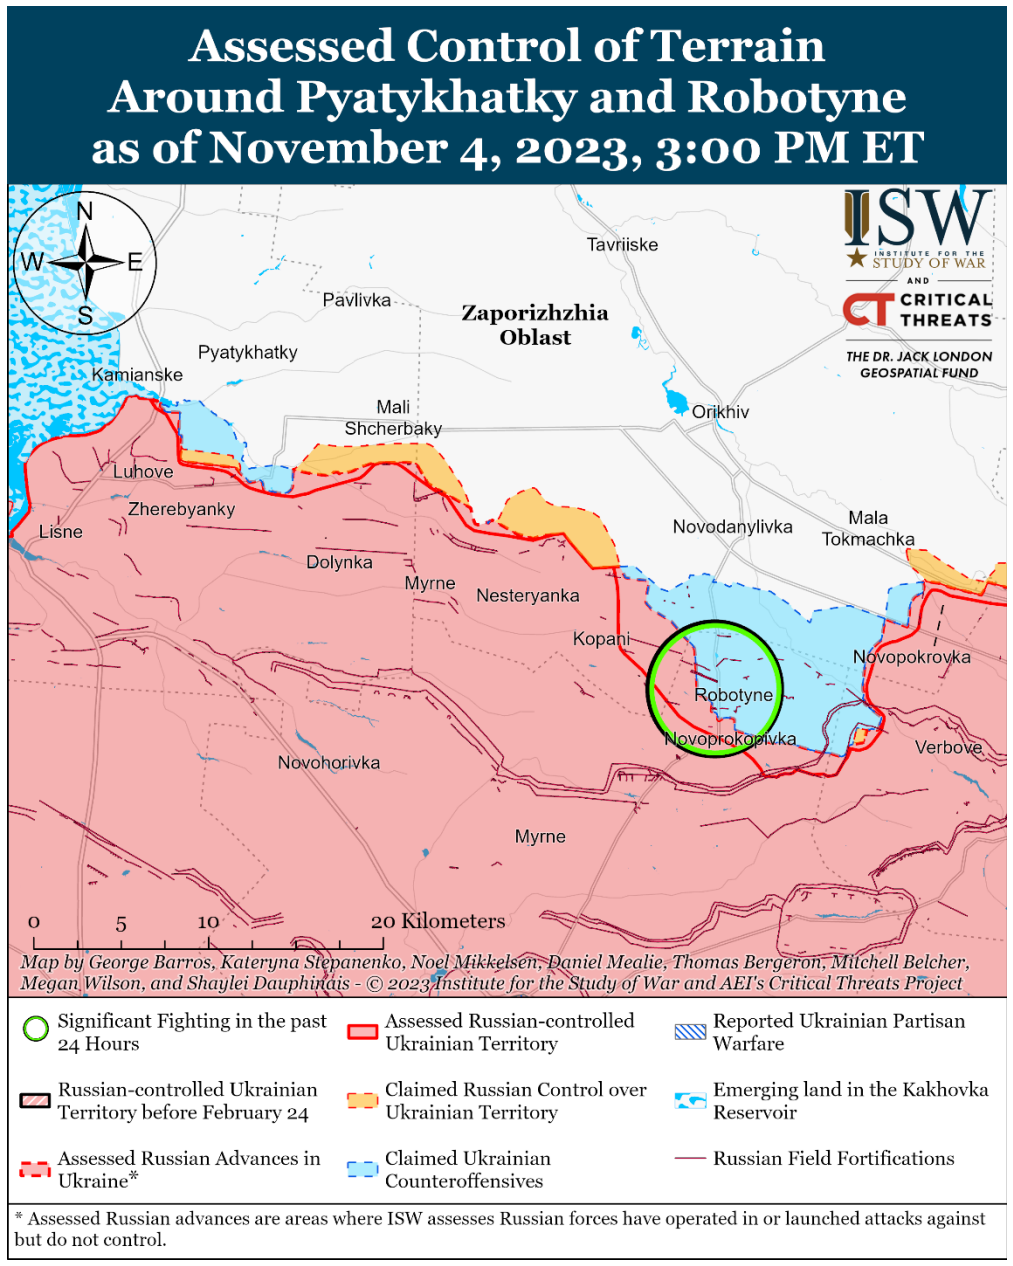 Assessed Control of Terrain
Around Pyatykhatky and Robotyne
as of November 4, 2023, 3:00 PM ET
N
W
E
S
ISW
INSTITUTE FOR THE
STUDY OF WAR
AND
CT CRITICAL
THREATS
THE DR. JACK LONDON
GEOSPATIAL FUND
Tavriiske
Pavlivka
Zaporizhzhia
Oblast
Pyatykhatky
Kamianske
Mali
Shcherbaky
Orikhiv
Luhove
Zherebyanky
Lisne
Novodanylivka
Mala
Tokmachka
Dolynka
Myrne
Nesteryanka
Kopani
Novopokrovka
Robotyne
Novoprokopivka
Verbove
Novohorivka
Myrne
0 5 10 20 Kilometers
Map by George Barros, Kateryna Stepanenko, Noel Mikkelsen, Daniel Mealie, Thomas Bergeron, Mitchell Belcher,
Megan Wilson, and Shaylei Dauphinais - © 2023 Institute for the Study of War and AEI's Critical Threats Project
Significant Fighting in the past
24 Hours
Russian-controlled Ukrainian
Territory before February 24
Assessed Russian Advances in
Ukraine*
Assessed Russian-controlled
Ukrainian Territory
Claimed Russian Control over
Ukrainian Territory
Claimed Ukrainian
Counteroffensives
Reported Ukrainian Partisan
Warfare
Emerging land in the Kakhovka
Reservoir
Russian Field Fortifications
* Assessed Russian advances are areas where ISW assesses Russian forces have operated in or launched attacks against
but do not control.